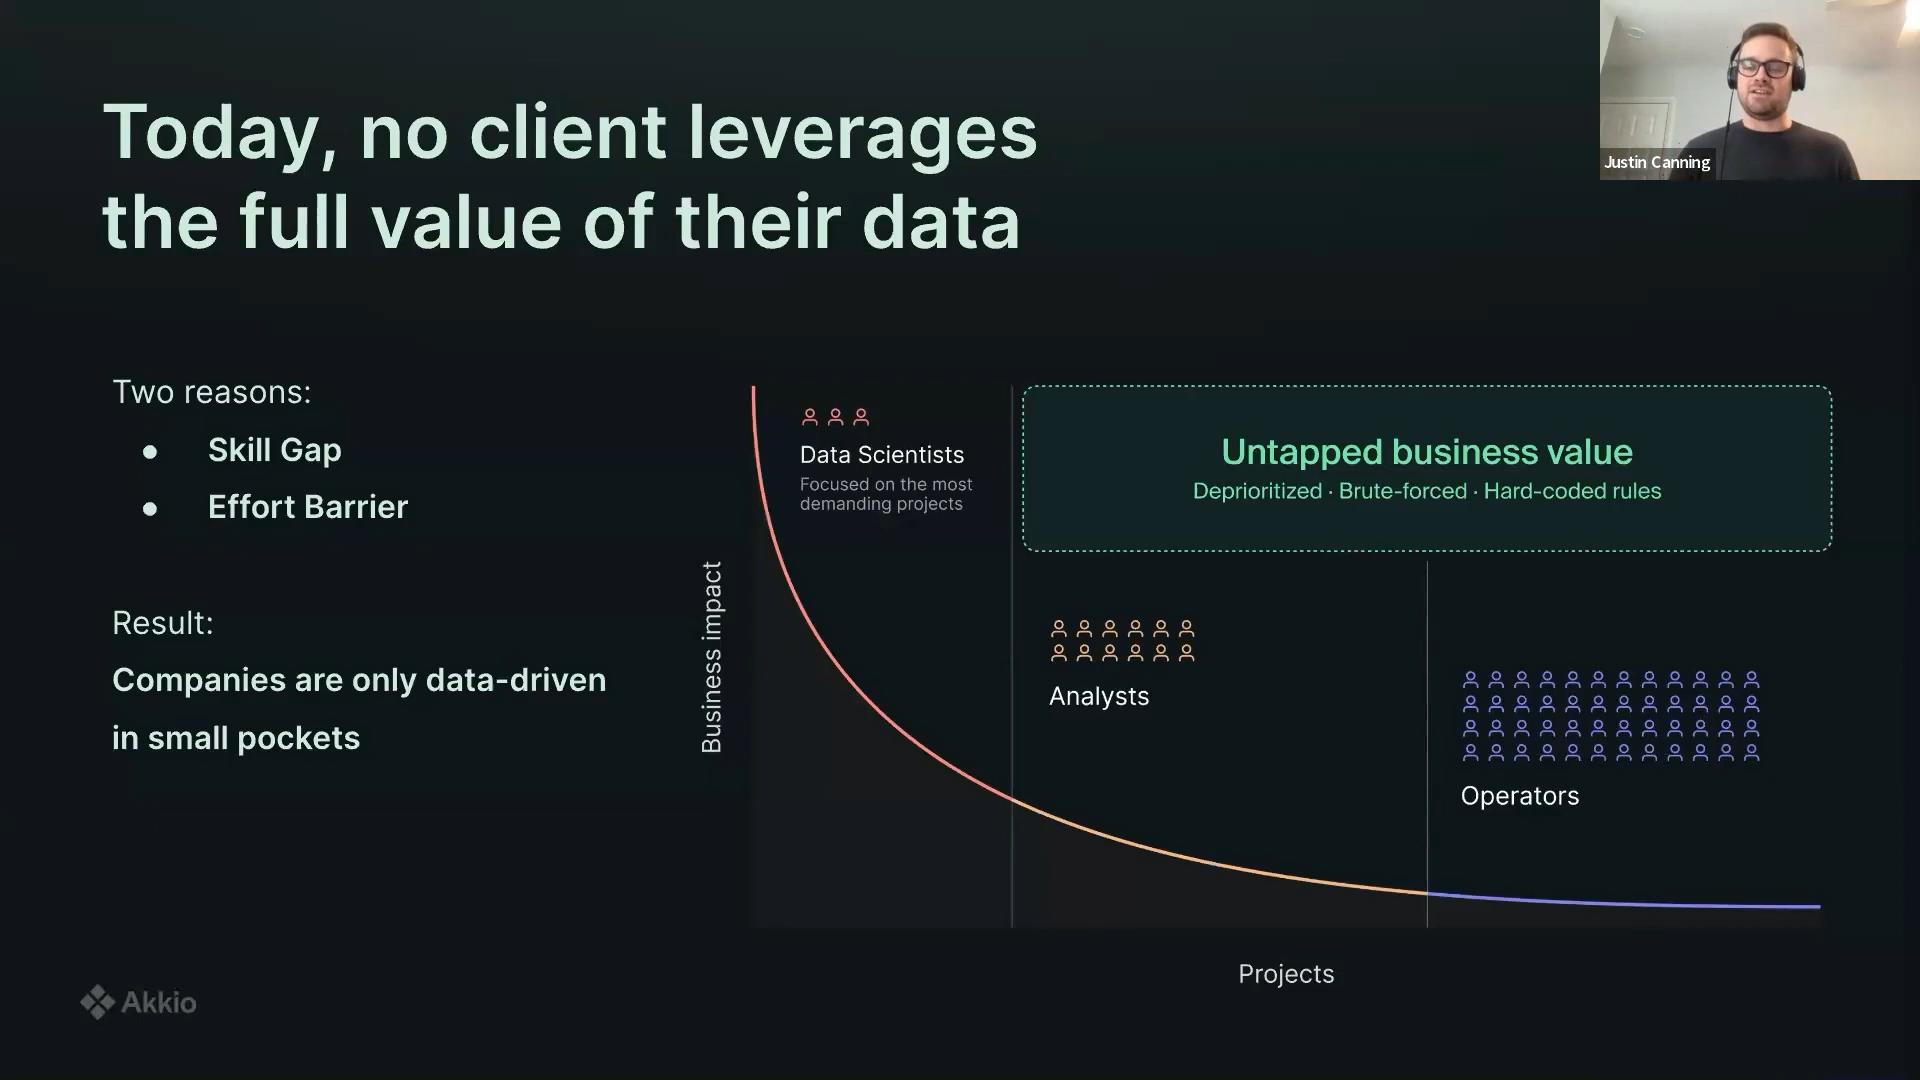 Today, no client leverages
the full value of their data
Justin Canning
Two reasons:
● Skill Gap
● Effort Barrier
Result:
Companies are only data-driven
in small pockets
Business impact
Data Scientists
Focused on the most
demanding projects
Untapped business value
Deprioritized · Brute-forced · Hard-coded rules
Analysts
Operators
Projects
Akkio